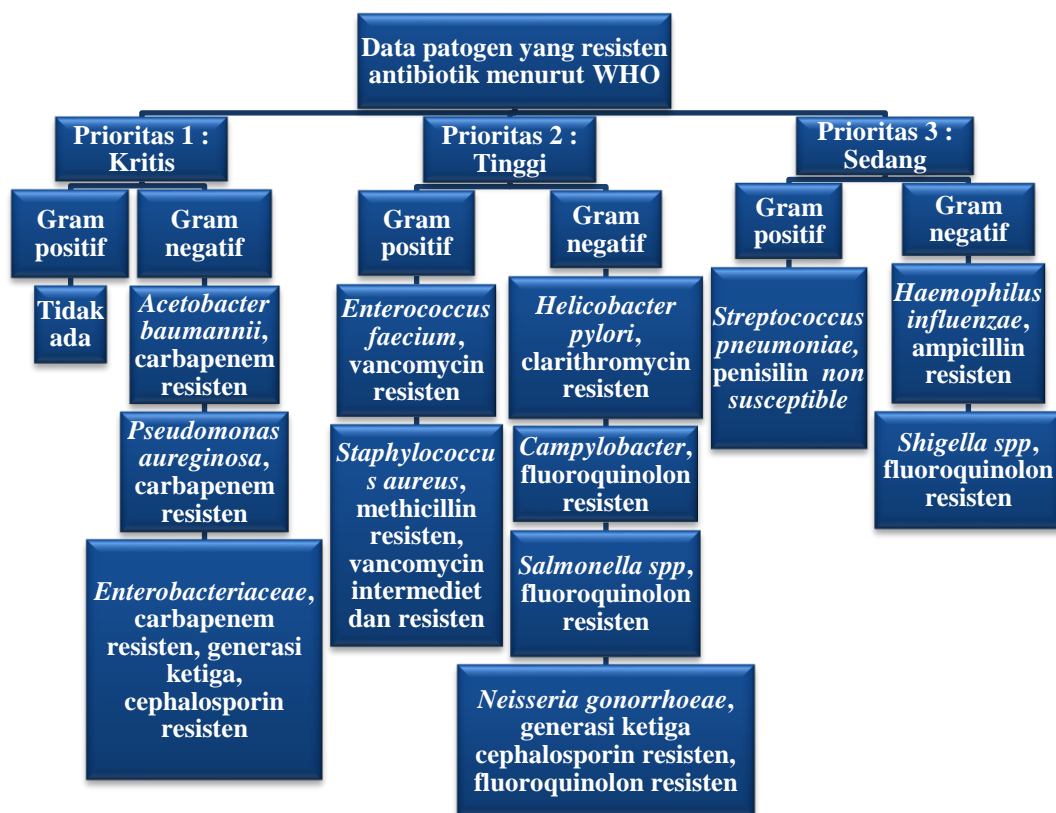 Data patogen yang resisten
antibiotik menurut WHO
Prioritas 1 :
Kritis
Gram
positif
Tidak
ada
Gram
negatif
Acetobacter
baumannii,
carbapenem
resisten
Pseudomonas
aureginosa,
carbapenem
resisten
Enterobacteriaceae,
carbapenem
resisten, generasi
ketiga,
cephalosporin
resisten
Prioritas 2 :
Tinggi
Gram
positif
Enterococcus
faecium,
vancomycin
resisten
Staphylococcu
s aureus,
methicillin
resisten,
vancomycin
intermediet
dan resisten
Gram
negatif
Helicobacter
pylori,
clarithromycin
resisten
Campylobacter,
fluoroquinolon
resisten
Salmonella spp,
fluoroquinolon
resisten
Neisseria gonorrhoeae,
generasi ketiga
cephalosporin resisten,
fluoroquinolon resisten
Prioritas 3 :
Sedang
Gram
positif
Streptococcus
pneumoniae,
penisilin non
susceptible
Gram
negatif
Haemophilus
influenzae,
ampicillin
resisten
Shigella spp,
fluoroquinolon
resisten